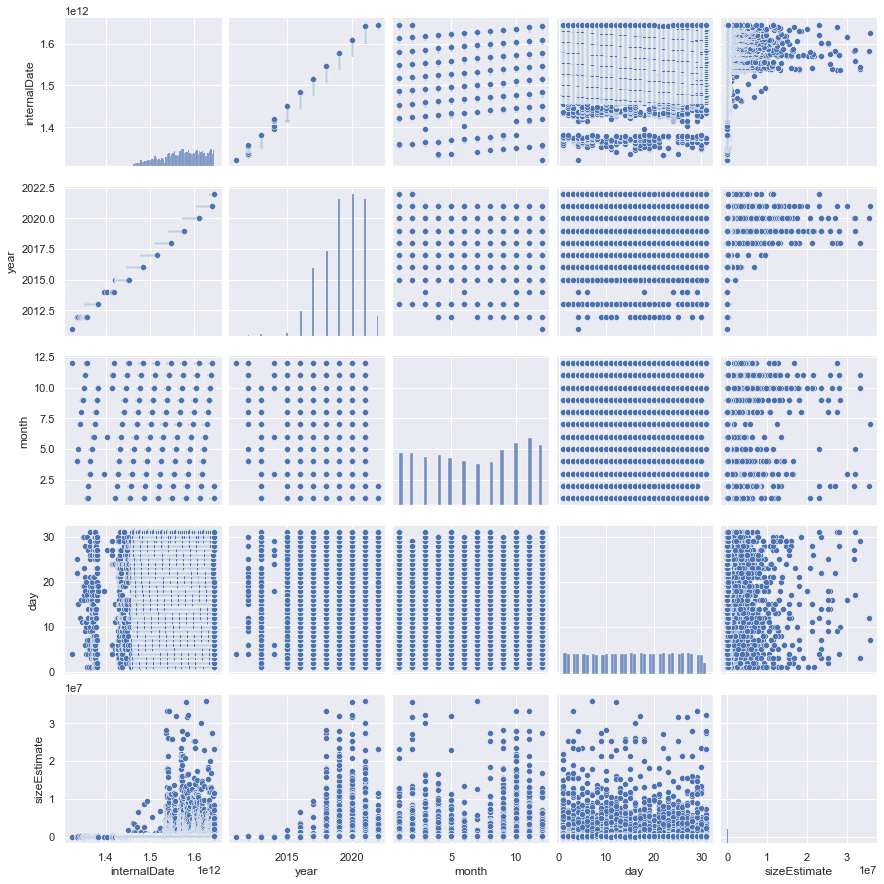 1e12
1.6
1.5
1.4
internalDate
2022.5
2020.0
2017.5
2015.0
2012.5
year
12.5
10.0
7.5
5.0
2.5
month
30
20
10
0
day
1e7
3
2
1
0
sizeEstimate
1.4 1.5 1.6 2015 2020 5 10 0 10 20 30 0 1 2 3
internalDate 1e12 year month day sizeEstimate 1e7